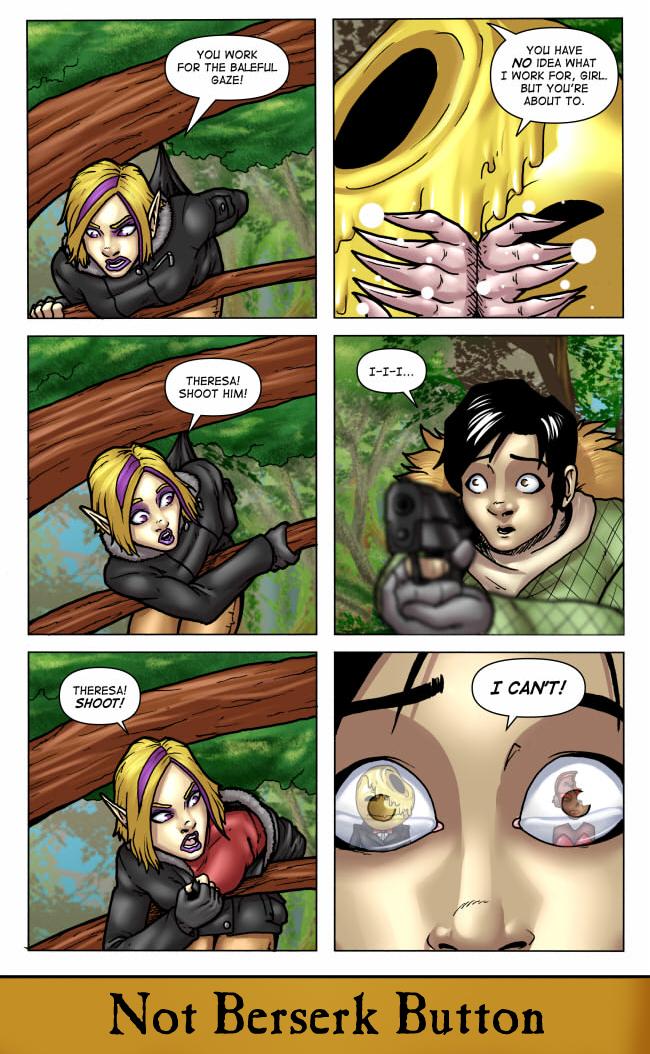 YOU WORK
FOR THE BALEFUL
GAZE!
YOU HAVE
NO IDEA WHAT
I WORK FOR, GIRL.
BUT YOU'RE
ABOUT TO.
THERESA!
SHOOT HIM!
I-I-I...
THERESA!
SHOOT!
I CAN'T!
Not Berserk Button